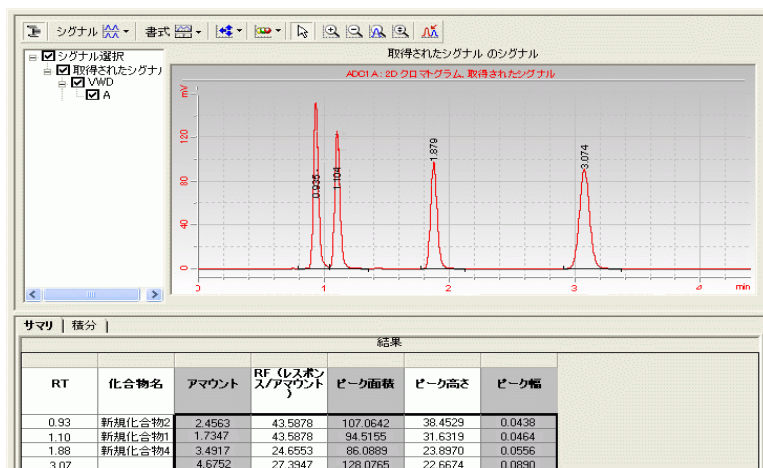 シグナル 書式
シグナル選択
取得されたシグナノ
VWD
A
取得されたシグナル のシグナル
ADC1 A: 2D クロマトグラム, 取得されたシグナル
mV
120
80
40
0
0.935
1.104
1.879
3.074
0 1 2 3 4 min
サマリ 積分
結果
RT 化合物名 アマウント RF (レスポンス/アマウント) ピーク面積 ピーク高さ ピーク幅
0.93 新規化合物2 2.4563 43.5878 107.0642 38.4529 0.0438
1.10 新規化合物1 1.7347 43.5878 94.5155 31.6319 0.0464
1.88 新規化合物4 3.4917 24.6553 86.0889 23.8970 0.0556
3.07 4.6752 27.3947 128.0765 22.6674 0.0890